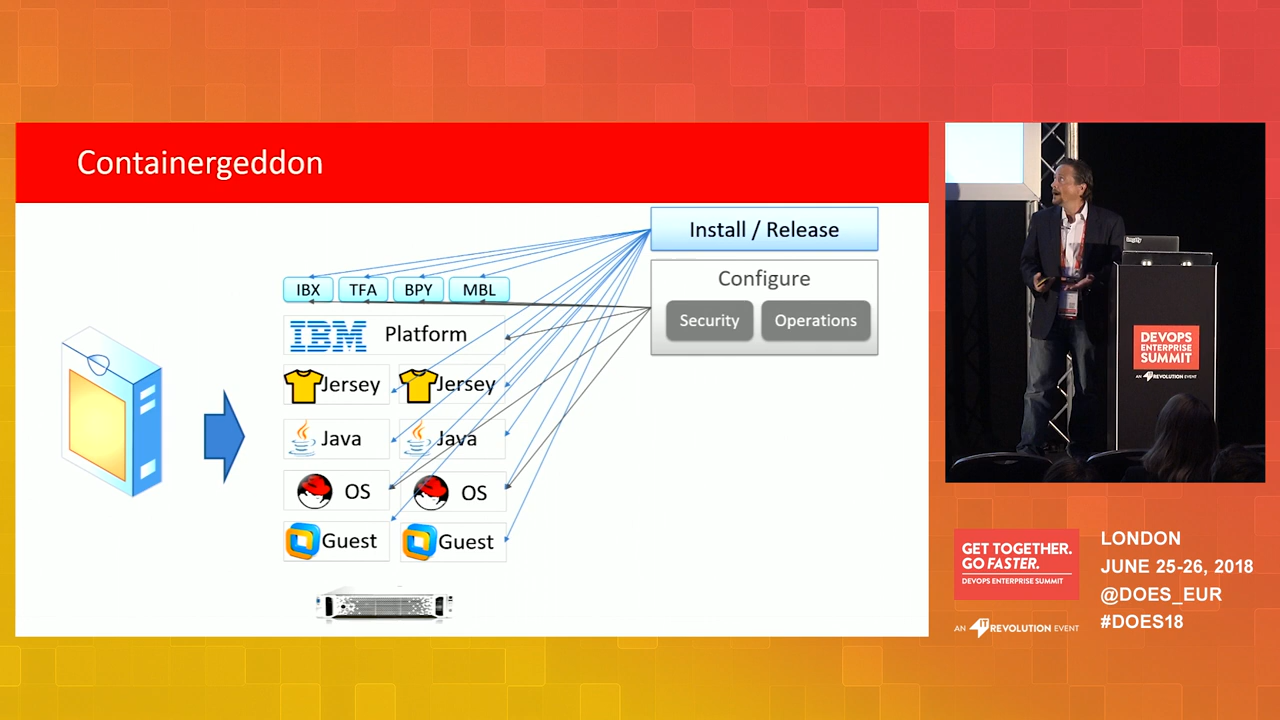 Containergeddon
Install / Release
Configure
Security Operations
IBX TFA BPY MBL
IBM Platform
Jersey Jersey
Java Java
OS OS
Guest Guest
DEVOPS
ENTERPRISE
SUMMIT
AN IT REVOLUTION EVENT
GET TOGETHER.
GO FASTER.
DEVOPS ENTERPRISE SUMMIT
AN IT REVOLUTION EVENT
LONDON
JUNE 25-26, 2018
@DOES_EUR
#DOES18